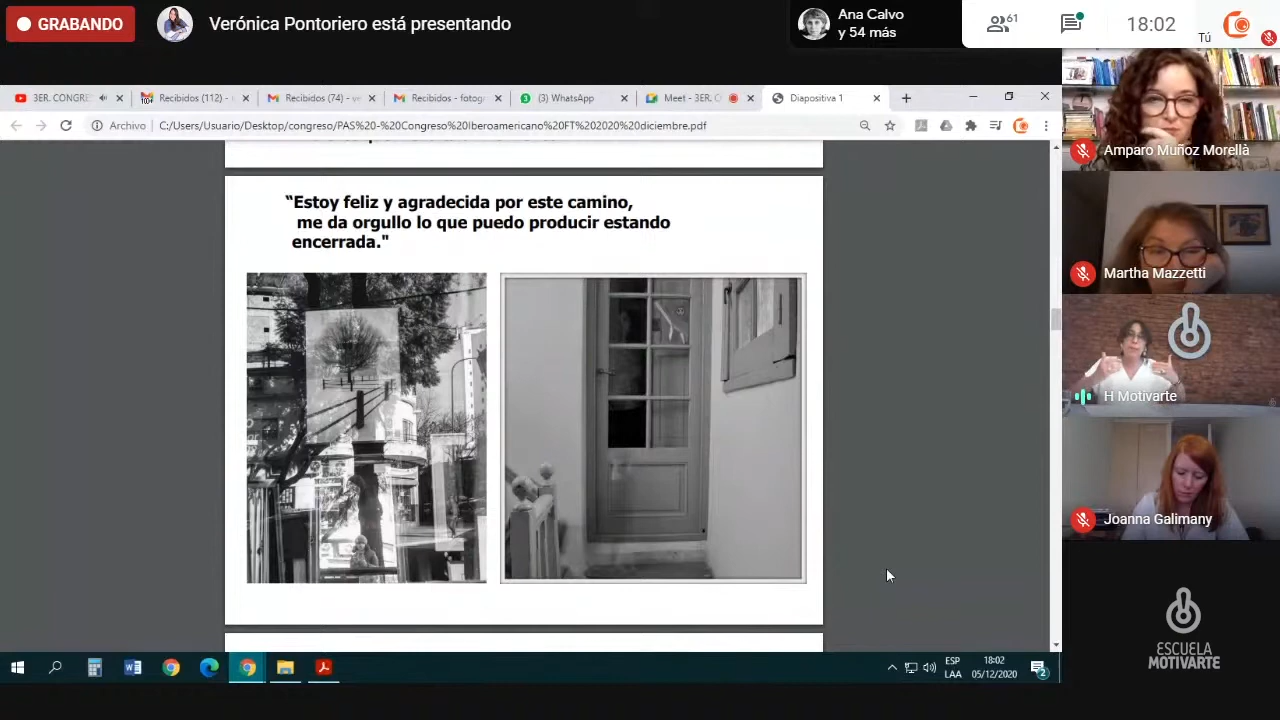 GRABANDO
Verónica Pontoriero está presentando
Ana Calvo
y 54 más
61
18:02
Tú
3ER. CONGRE
Recibidos (112) -
Recibidos (74) -
Recibidos - fotog
(3) WhatsApp
Meet - 3ER. C
Diapositiva 1
Archivo
C:/Users/Usuario/Desktop/congreso/PAS%20-%20Congreso%20Iberoamericano%20FT%202020%20diciembre.pdf
“Estoy feliz y agradecida por este camino,
me da orgullo lo que puedo producir estando
encerrada."
Amparo Muñoz Morellà
Martha Mazzetti
H Motivarte
Joanna Galimany
ESCUELA
MOTIVARTE
ESP
LAA
18:02
05/12/2020
2